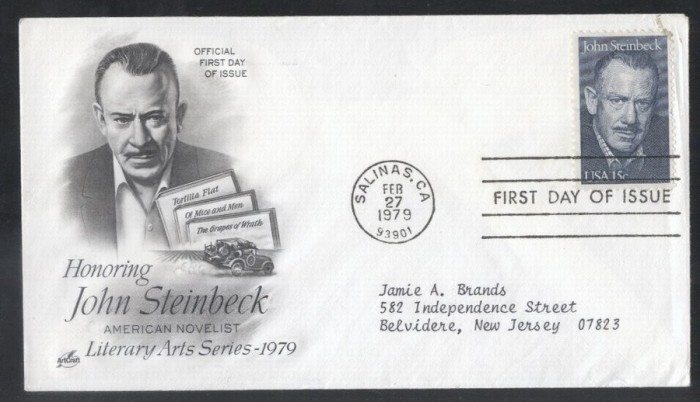 OFFICIAL
FIRST DAY
OF ISSUE
John Steinbeck
USA 15c
SALINAS, CA
FEB
27
1979
93901
FIRST DAY OF ISSUE
Tortilla Flat
Of Mice and Men
The Grapes of Wrath
Honoring
John Steinbeck
AMERICAN NOVELIST
Literary Arts Series-1979
ArtCraft
Jamie A. Brands
582 Independence Street
Belvidere, New Jersey 07823